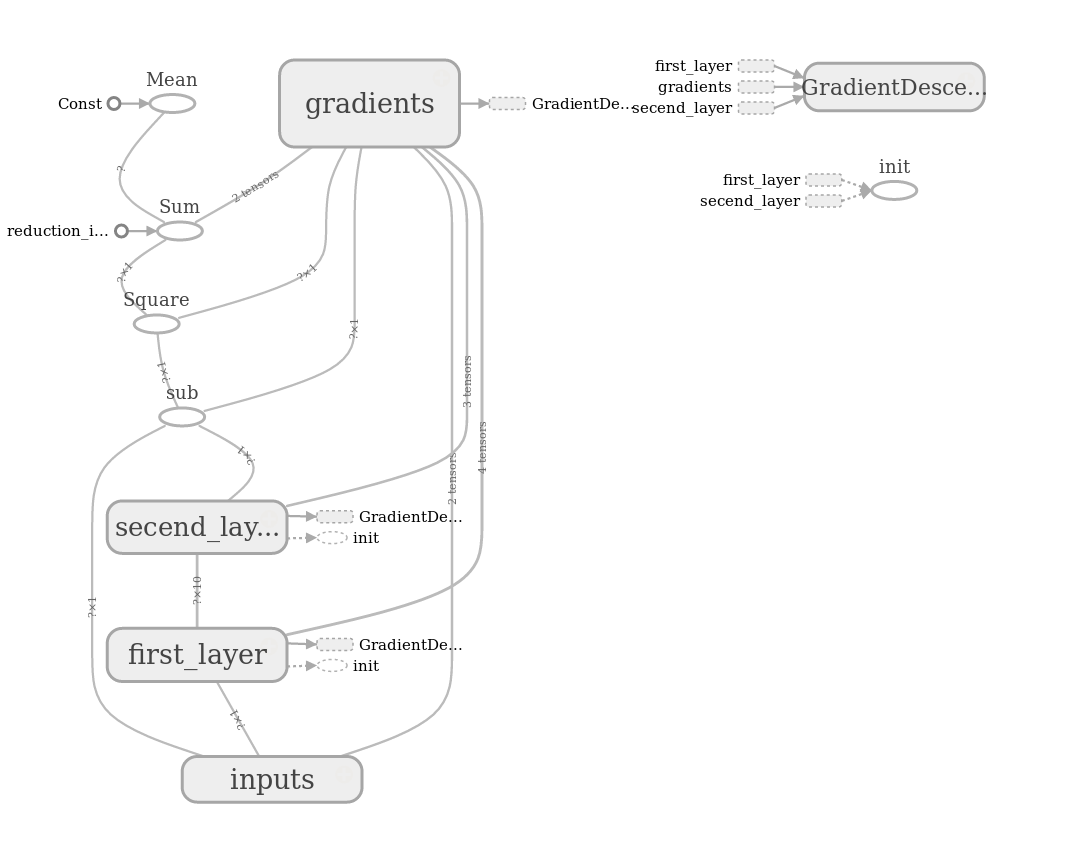 Mean
Const
gradients
GradientDe...
first_layer
gradients
secend_layer
GradientDesce...
?
2 tensors
init
first_layer
secend_layer
Sum
reduction_i...
?×1
?×1
Square
?×1
?×1
sub
3 tensors
4 tensors
?×1
2 tensors
secend_lay...
GradientDe...
init
?×10
?×1
first_layer
GradientDe...
init
?×1
inputs